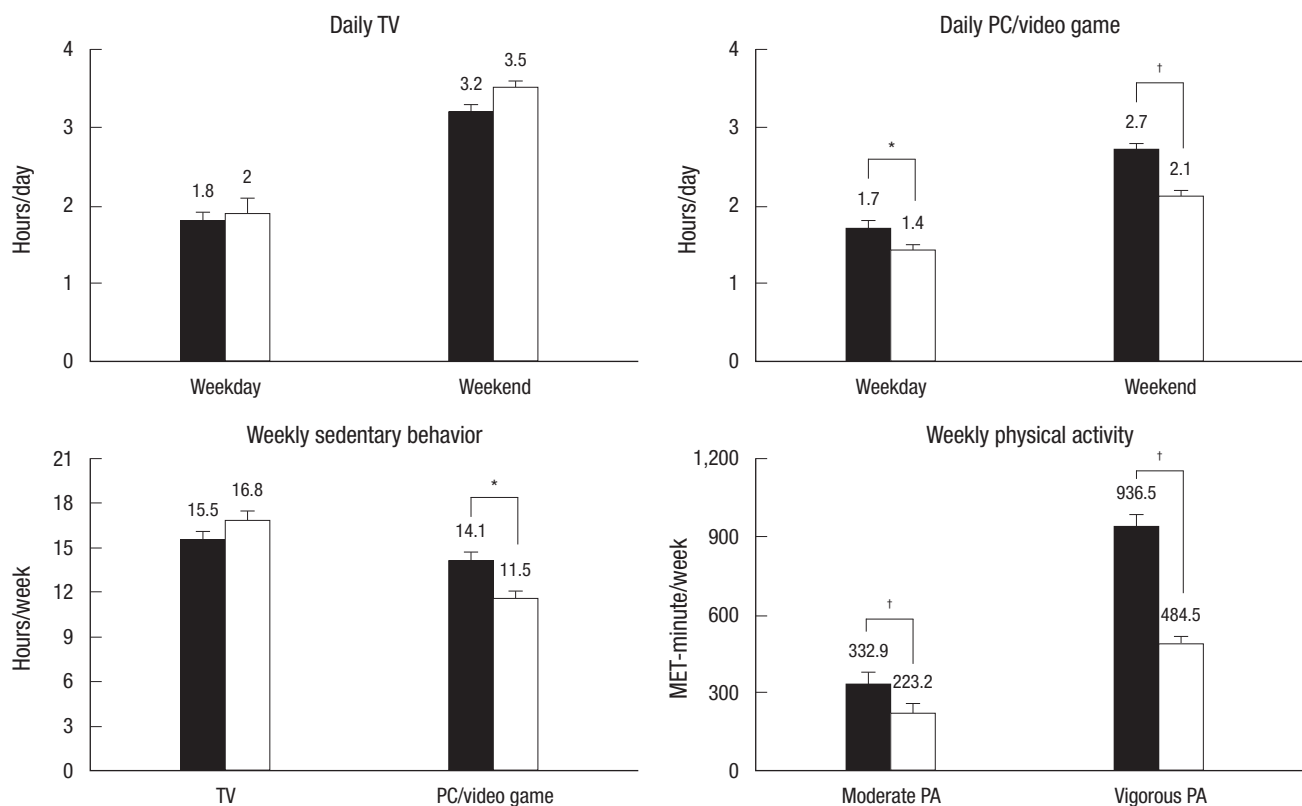 Daily TV
4
3
2
1
0
Hours/day
1.8
2
3.2
3.5
Weekday
Weekend
Daily PC/video game
4
3
2
1
0
Hours/day
*
1.7
1.4
†
2.7
2.1
Weekday
Weekend
Weekly sedentary behavior
21
18
15
12
9
6
3
0
Hours/week
15.5
16.8
*
14.1
11.5
TV
PC/video game
Weekly physical activity
1,200
900
600
300
0
MET-minute/week
†
332.9
223.2
†
936.5
484.5
Moderate PA
Vigorous PA